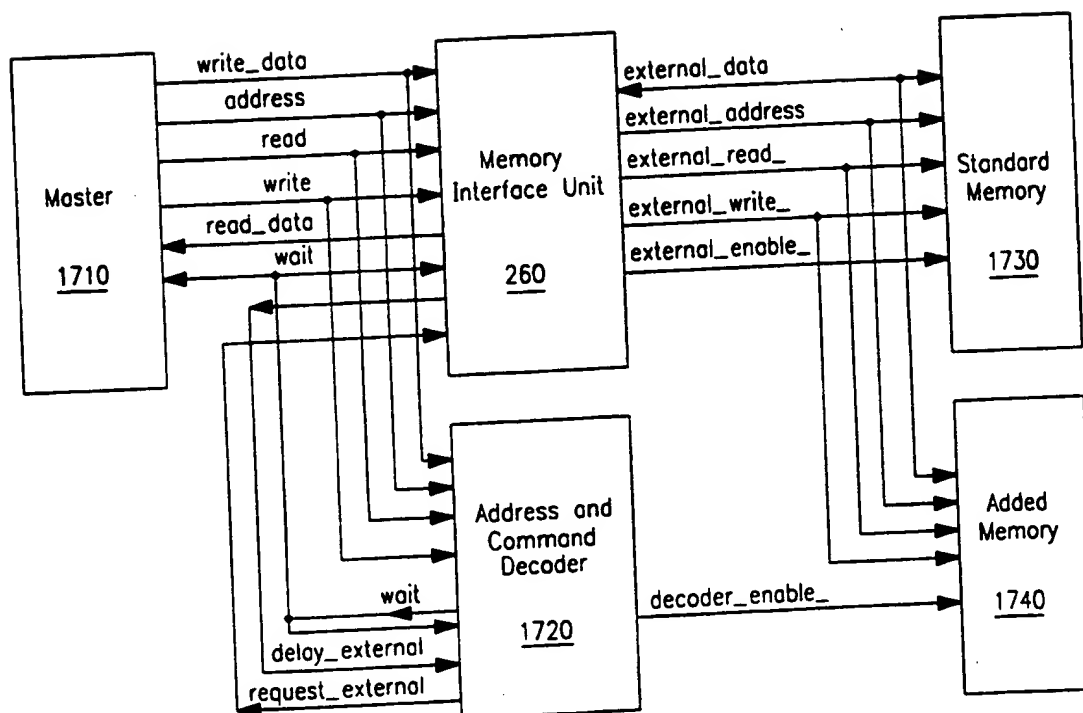 write_data
address
read
write
read_data
wait
Master
1710
Memory
Interface Unit
260
external_data
external_address
external_read_
external_write_
external_enable_
Standard
Memory
1730
Address and
Command
Decoder
1720
wait
delay_external
request_external
decoder_enable_
Added
Memory
1740